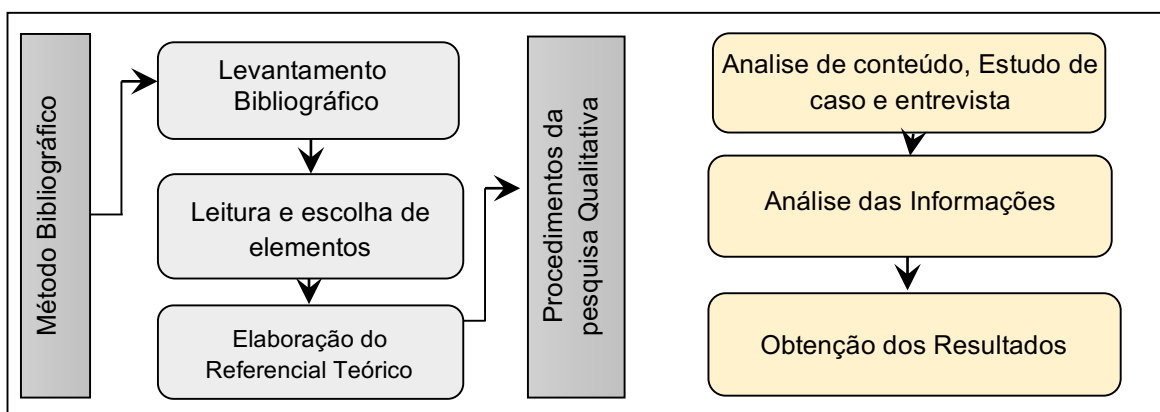 Método Bibliográfico
Levantamento
Bibliográfico
Leitura e escolha de
elementos
Elaboração do
Referencial Teórico
Procedimentos da
pesquisa Qualitativa
Analise de conteúdo, Estudo de
caso e entrevista
Análise das Informações
Obtenção dos Resultados